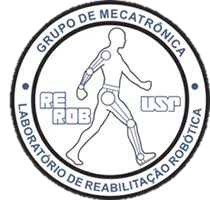 GRUPO DE MECATRÔNICA
RE
ROB
USP
LABORATÓRIO DE REABILITAÇÃO ROBÓTICA